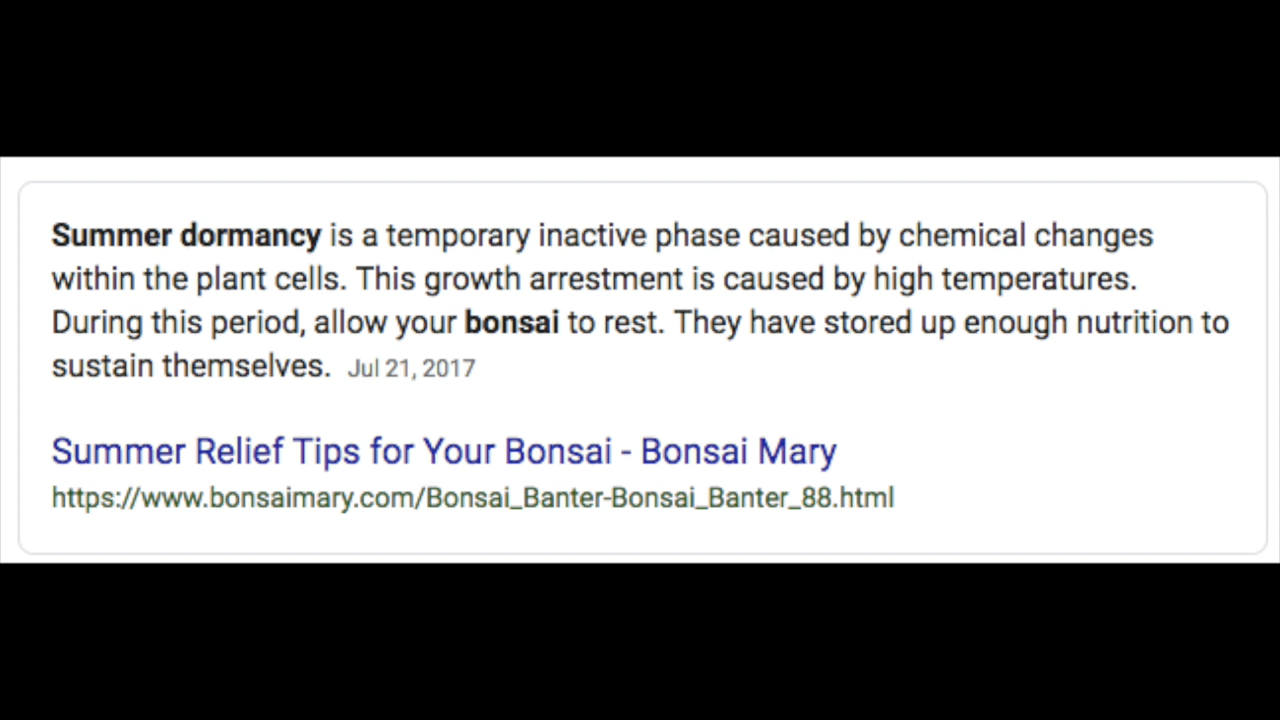 Summer dormancy is a temporary inactive phase caused by chemical changes
within the plant cells. This growth arrestment is caused by high temperatures.
During this period, allow your bonsai to rest. They have stored up enough nutrition to
sustain themselves. Jul 21, 2017
Summer Relief Tips for Your Bonsai - Bonsai Mary
https://www.bonsaimary.com/Bonsai_Banter-Bonsai_Banter_88.html